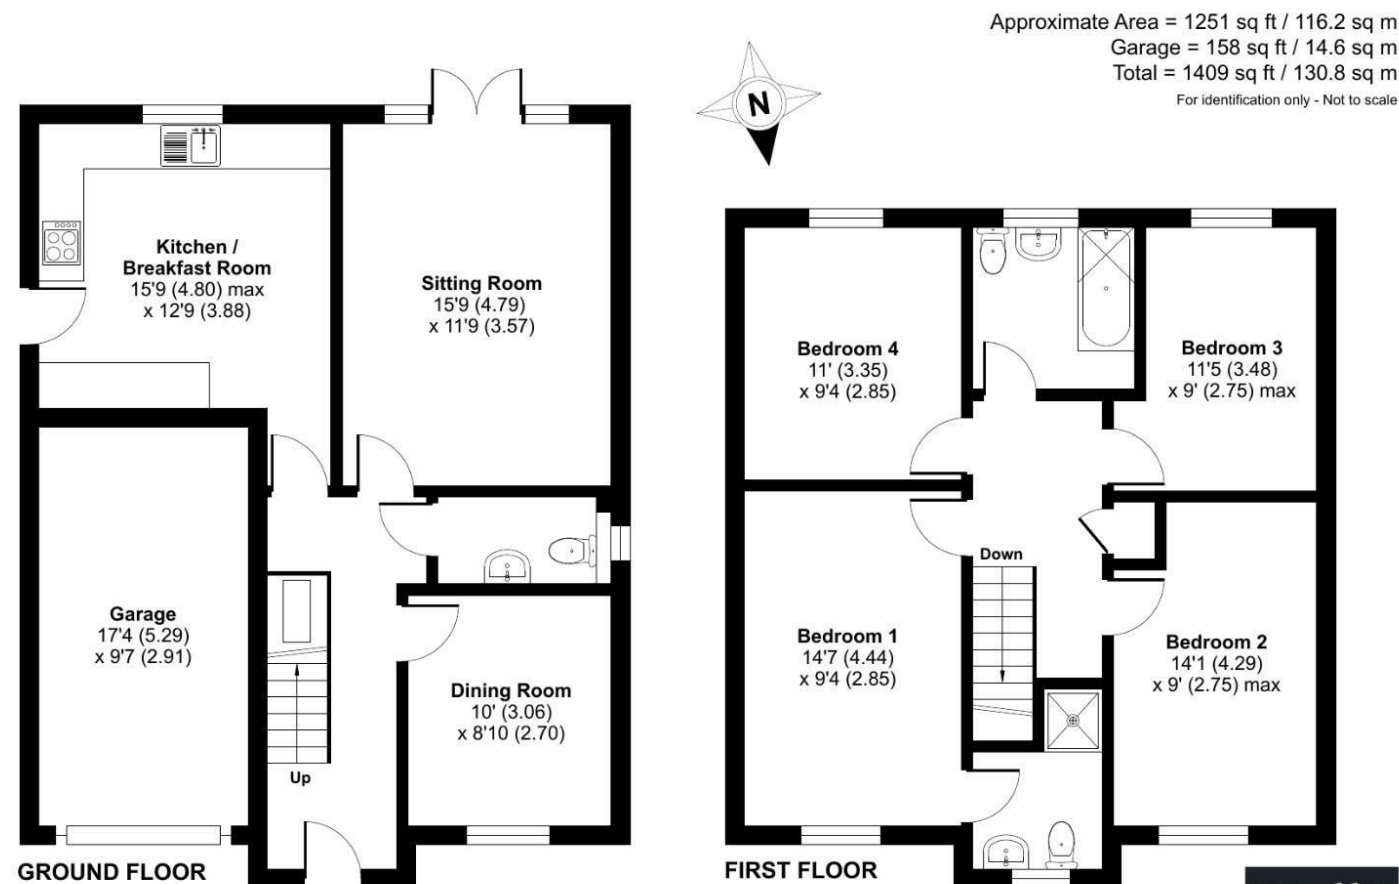 Approximate Area = 1251 sq ft / 116.2 sq m
Garage = 158 sq ft / 14.6 sq m
Total = 1409 sq ft / 130.8 sq m
For identification only - Not to scale
N
Kitchen /
Breakfast Room
15'9 (4.80) max
x 12'9 (3.88)
Sitting Room
15'9 (4.79)
x 11'9 (3.57)
Garage
17'4 (5.29)
x 9'7 (2.91)
Dining Room
10' (3.06)
x 8'10 (2.70)
Up
GROUND FLOOR
Bedroom 4
11' (3.35)
x 9'4 (2.85)
Bedroom 3
11'5 (3.48)
x 9' (2.75) max
Down
Bedroom 1
14'7 (4.44)
x 9'4 (2.85)
Bedroom 2
14'1 (4.29)
x 9' (2.75) max
FIRST FLOOR